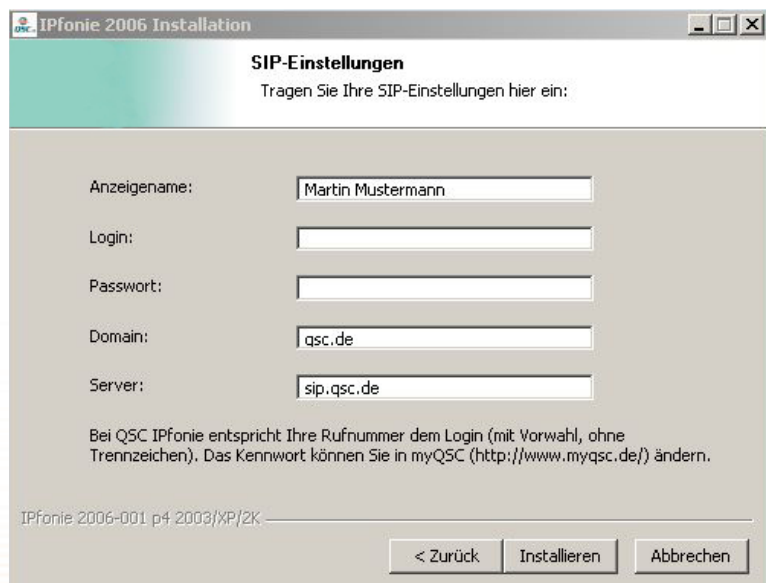 QSC. IPfonie 2006 Installation
SIP-Einstellungen
Tragen Sie Ihre SIP-Einstellungen hier ein:
Anzeigename: Martin Mustermann
Login:
Passwort:
Domain: qsc.de
Server: sip.qsc.de
Bei QSC IPfonie entspricht Ihre Rufnummer dem Login (mit Vorwahl, ohne
Trennzeichen). Das Kennwort können Sie in myQSC (http://www.myqsc.de/) ändern.
IPfonie 2006-001 p4 2003/XP/2K
< Zurück Installieren Abbrechen